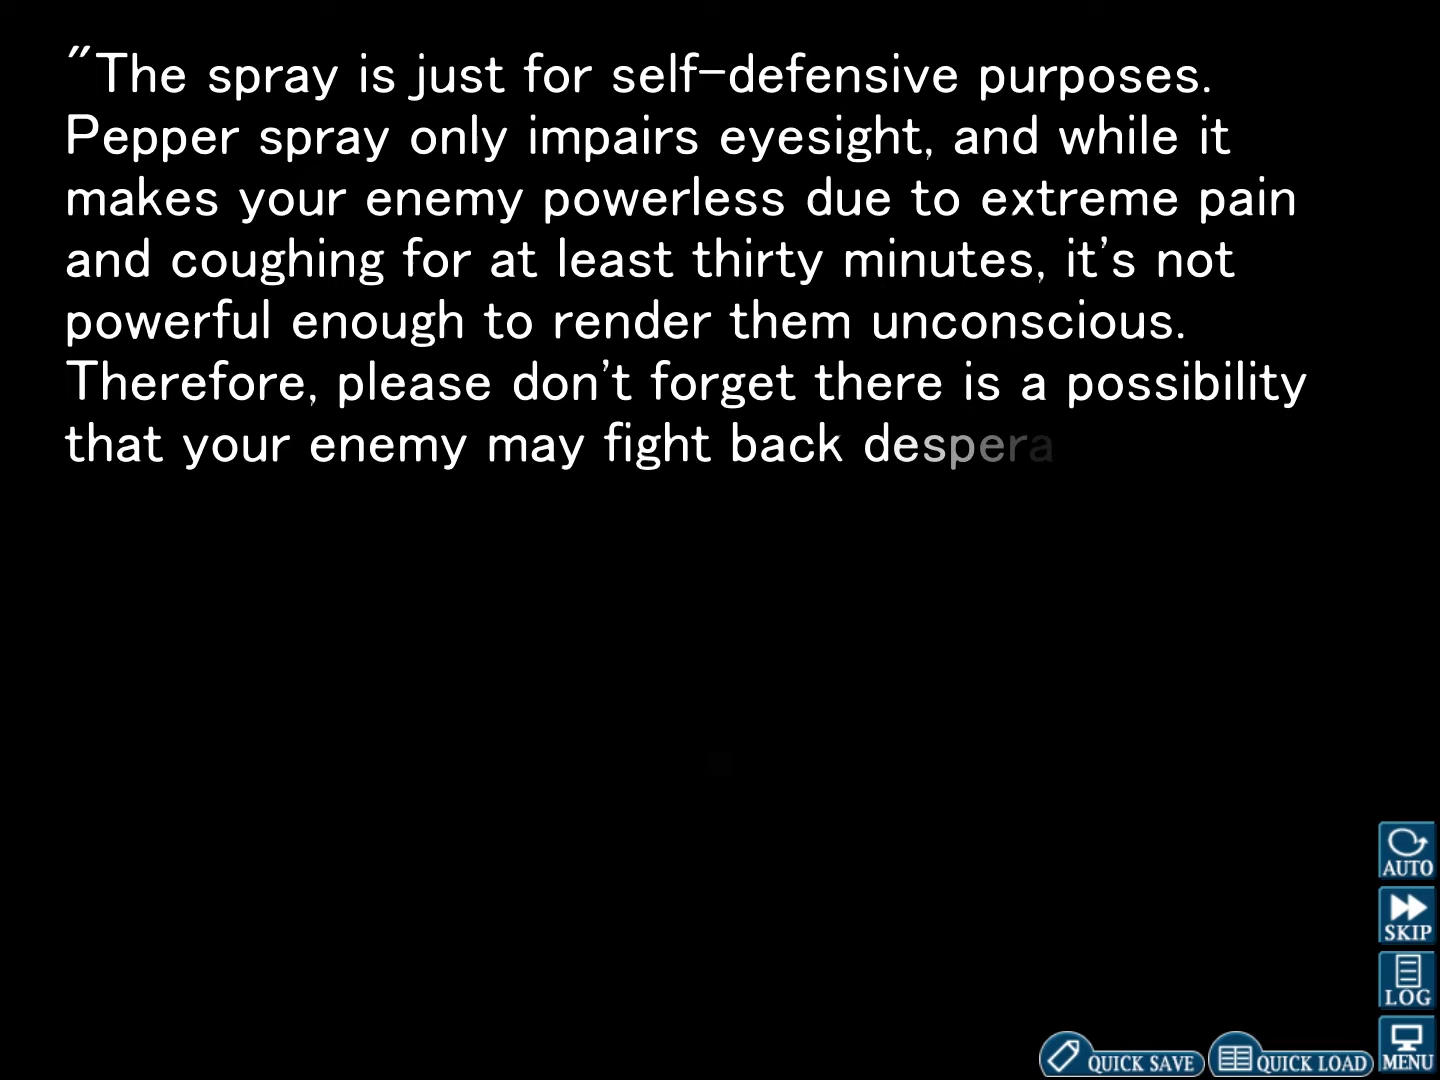 "The spray is just for self-defensive purposes.
Pepper spray only impairs eyesight, and while it
makes your enemy powerless due to extreme pain
and coughing for at least thirty minutes, it's not
powerful enough to render them unconscious.
Therefore, please don't forget there is a possibility
that your enemy may fight back despera
AUTO
SKIP
LOG
QUICK SAVE QUICK LOAD MENU